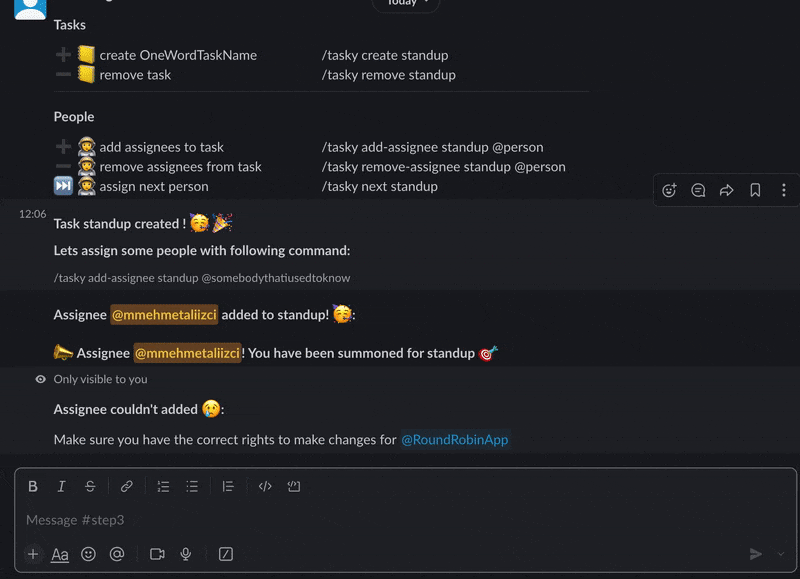 Today
Tasks
create OneWordTaskName /tasky create standup
remove task /tasky remove standup
People
add assignees to task /tasky add-assignee standup @person
remove assignees from task /tasky remove-assignee standup @person
assign next person /tasky next standup
12:06
Task standup created !
Lets assign some people with following command:
/tasky add-assignee standup @somebodythatiusedtoknow
Assignee @mmehmetaliizci added to standup! :
Assignee @mmehmetaliizci! You have been summoned for standup
Only visible to you
Assignee couldn't added :
Make sure you have the correct rights to make changes for @RoundRobinApp
B I S
Message #step3
+ Aa @